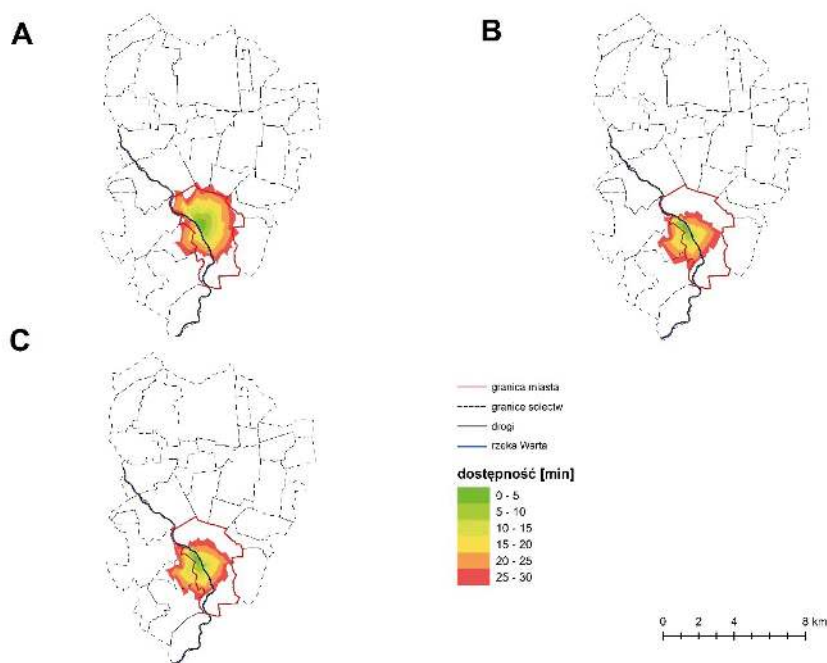 A
B
C
granica miasta
granice sołectw
drogi
rzeka Warta
dostępność [min]
0 - 5
5 - 10
10 - 15
15 - 20
20 - 25
25 - 30
0 2 4 8 km